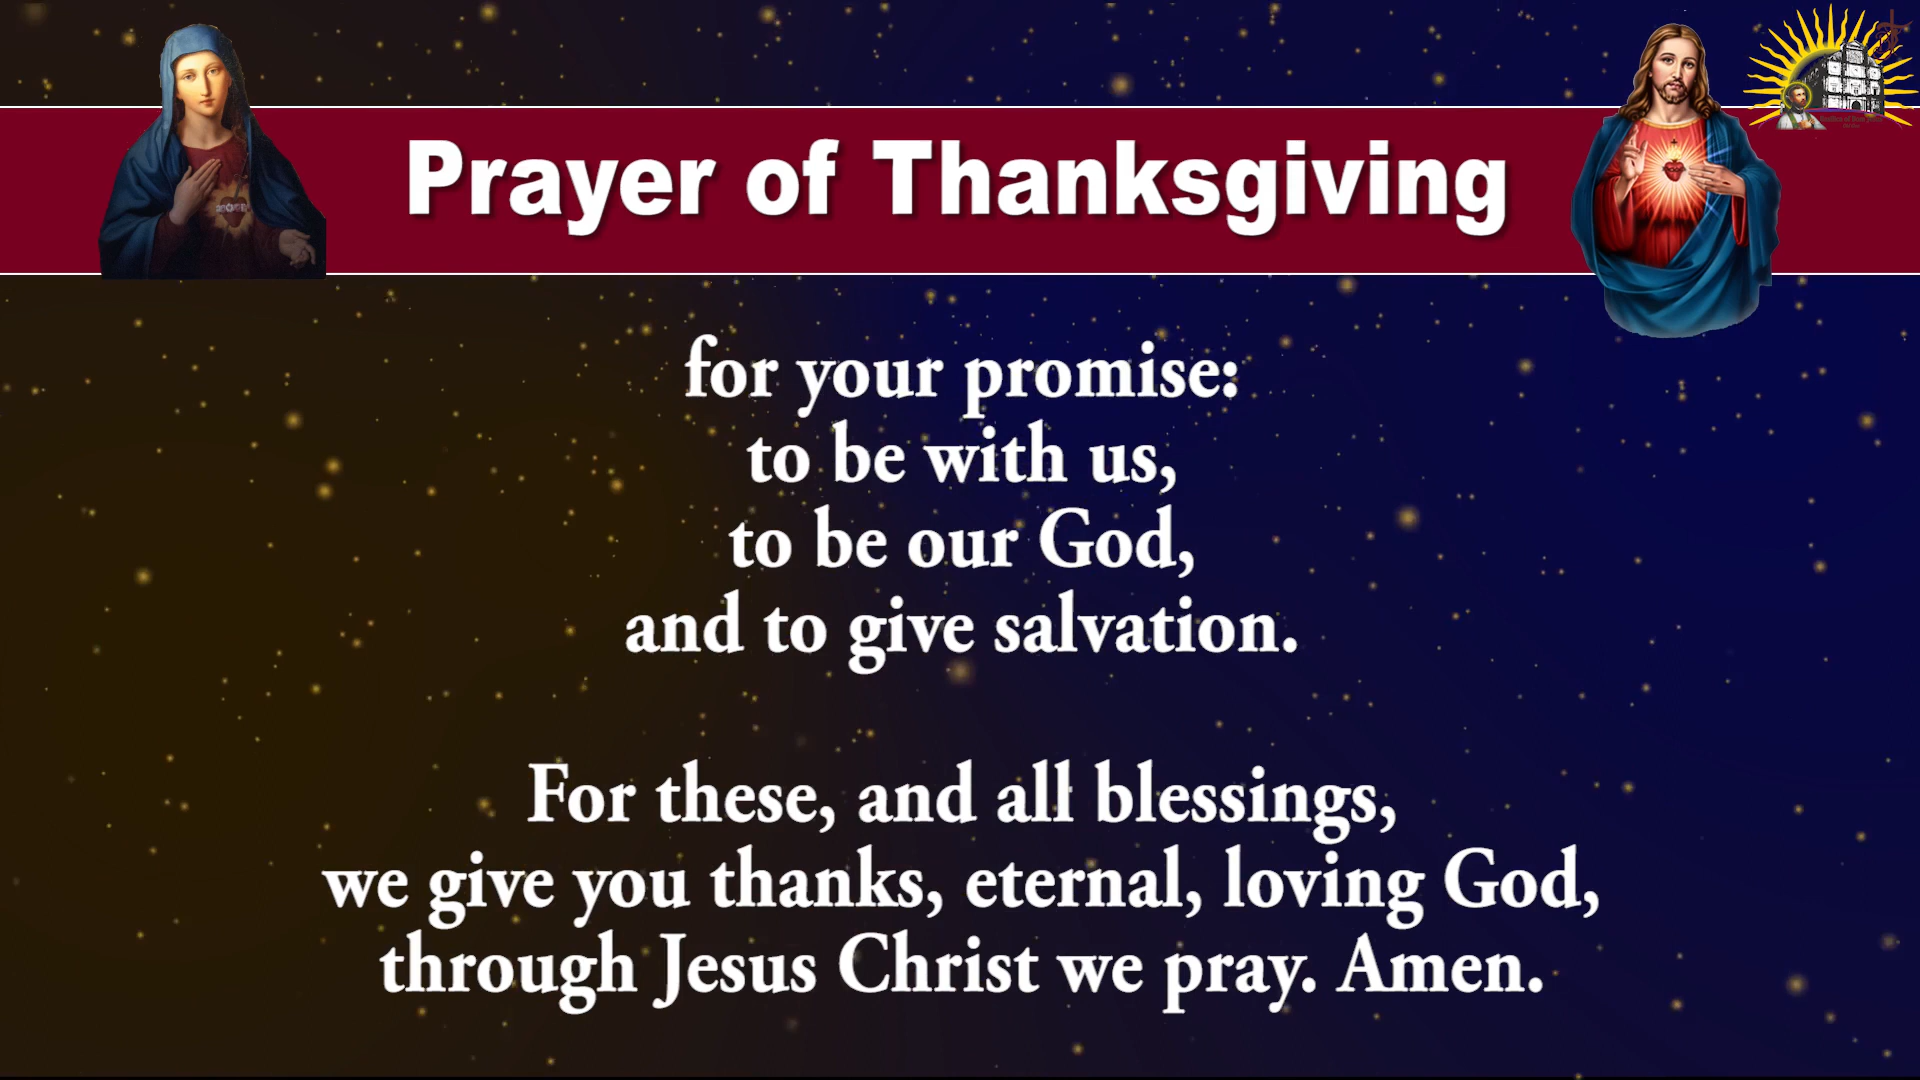 Prayer of Thanksgiving
for your promise:
to be with us,
to be our God,
and to give salvation.
For these, and all blessings,
we give you thanks, eternal, loving God,
through Jesus Christ we pray. Amen.